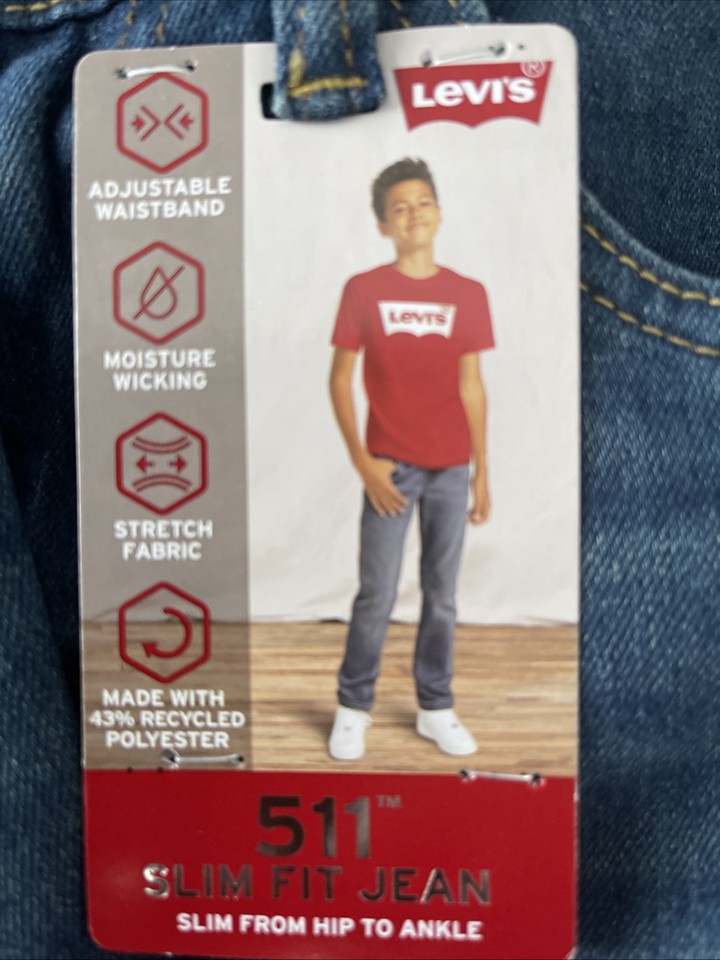 LEVI'S®
ADJUSTABLE
WAISTBAND
MOISTURE
WICKING
STRETCH
FABRIC
MADE WITH
43% RECYCLED
POLYESTER
LEVI'S
511™
SLIM FIT JEAN
SLIM FROM HIP TO ANKLE